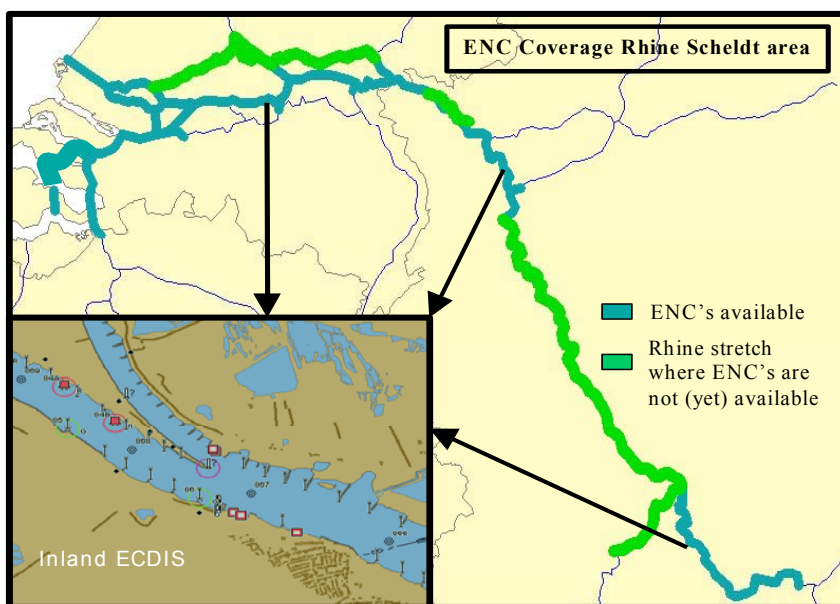 ENC Coverage Rhine Scheldt area
ENC's available
Rhine stretch
where ENC's are
not (yet) available
Inland ECDIS